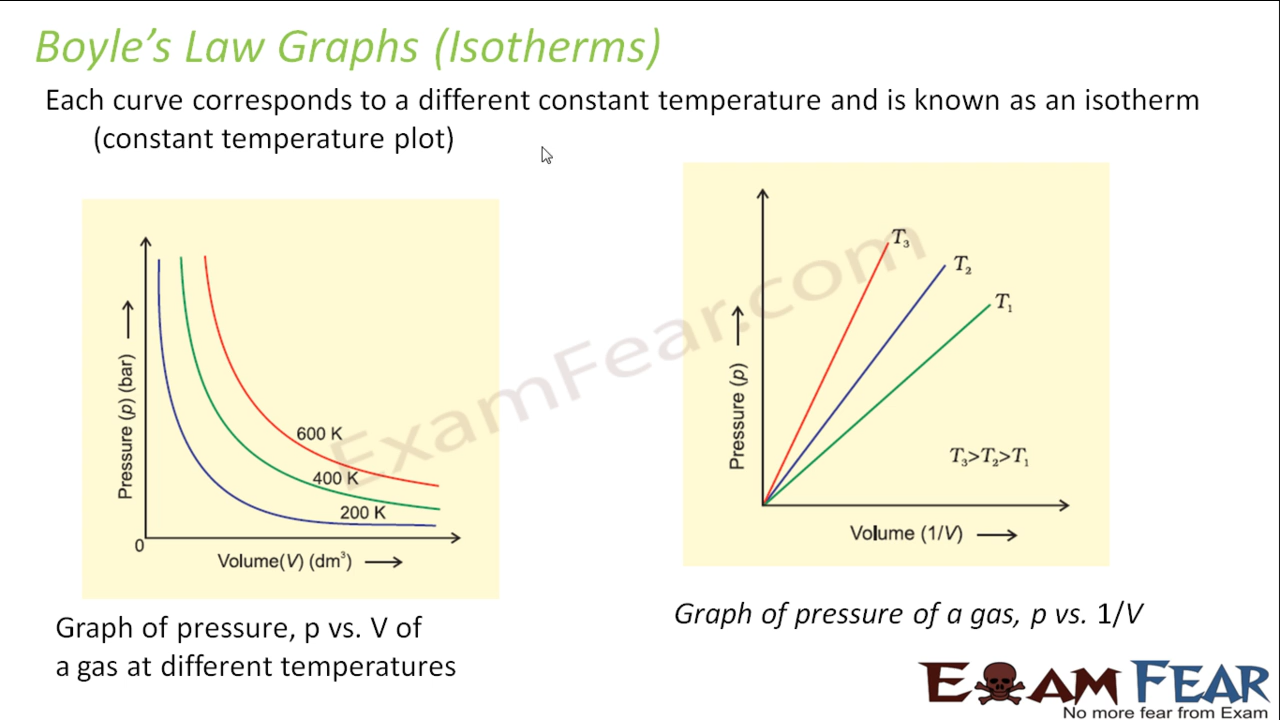 Boyle’s Law Graphs (Isotherms)
Each curve corresponds to a different constant temperature and is known as an isotherm
(constant temperature plot)
Pressure (p) (bar)
600 K
400 K
200 K
0
Volume(V) (dm³)
Graph of pressure, p vs. V of
a gas at different temperatures
ExamFear.com
Pressure (p)
T₃
T₂
T₁
T₃>T₂>T₁
Volume (1/V)
Graph of pressure of a gas, p vs. 1/V
EXAM FEAR
No more fear from Exam